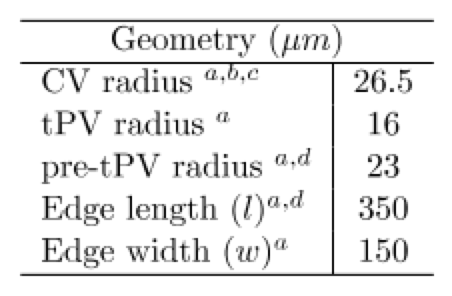 Geometry (μm)
CV radius a,b,c 26.5
tPV radius a 16
pre-tPV radius a,d 23
Edge length (l)a,d 350
Edge width (w)a 150